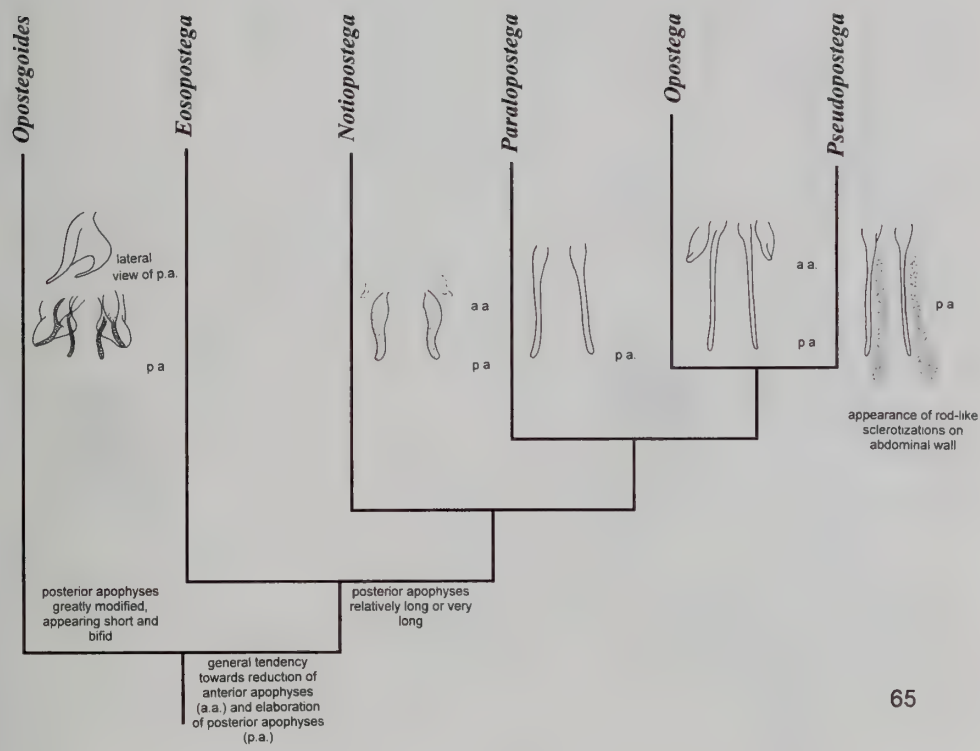 Opostegoides
Eosopostega
Notiopostega
Paralopostega
Opostega
Pseudopostega
lateral
view of p.a.
p a
a a
p a
p a.
a a.
p a
p a
appearance of rod-like
sclerotizations on
abdominal wall
posterior apophyses
greatly modified,
appearing short and
bifid
posterior apophyses
relatively long or very
long
general tendency
towards reduction of
anterior apophyses
(a.a.) and elaboration
of posterior apophyses
(p.a.)
65